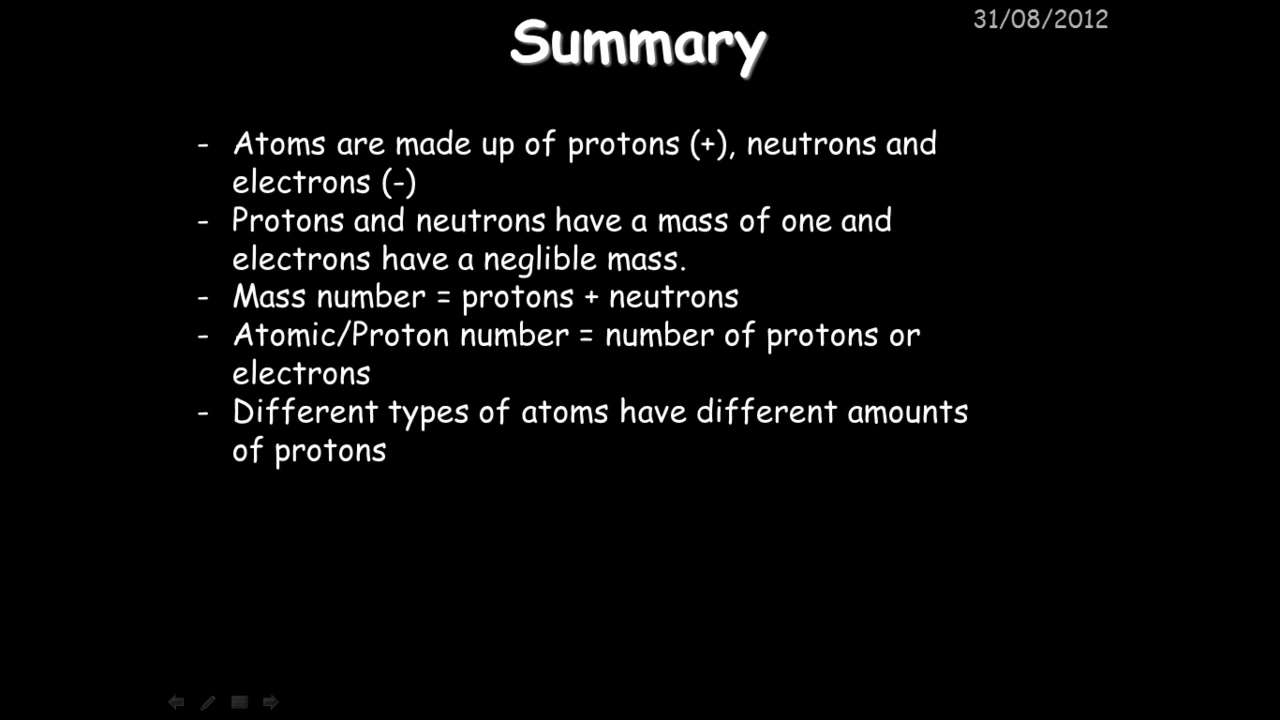 31/08/2012
Summary
- Atoms are made up of protons (+), neutrons and
electrons (-)
- Protons and neutrons have a mass of one and
electrons have a neglible mass.
- Mass number = protons + neutrons
- Atomic/Proton number = number of protons or
electrons
- Different types of atoms have different amounts
of protons